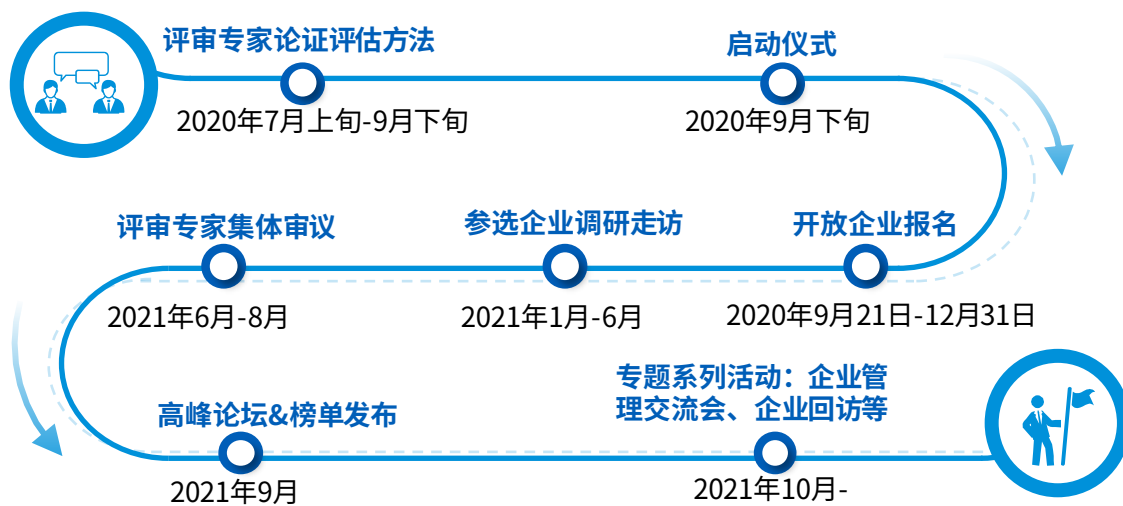 评审专家论证评估方法
2020年7月上旬-9月下旬
启动仪式
2020年9月下旬
开放企业报名
2020年9月21日-12月31日
参选企业调研走访
2021年1月-6月
评审专家集体审议
2021年6月-8月
高峰论坛&榜单发布
2021年9月
专题系列活动：企业管
理交流会、企业回访等
2021年10月-